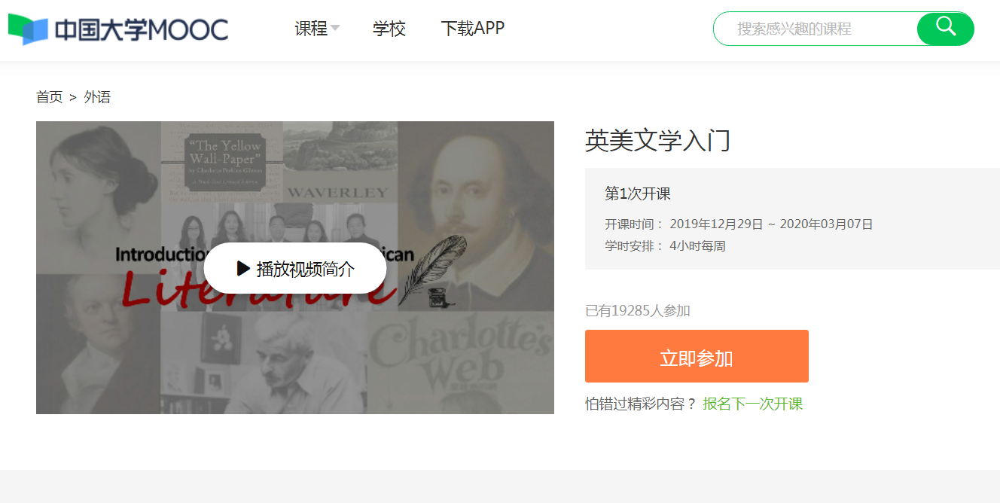 中国大学MOOC
课程
学校
下载APP
搜索感兴趣的课程
首页 > 外语
“The Yellow
Wall-Paper”
by Charlotte Perkins Gilman
WAVERLEY
Introductio
ican
Literature
Charlotte's
Web
播放视频简介
英美文学入门
第1次开课
开课时间： 2019年12月29日 ~ 2020年03月07日
学时安排： 4小时每周
已有19285人参加
立即参加
怕错过精彩内容？ 报名下一次开课